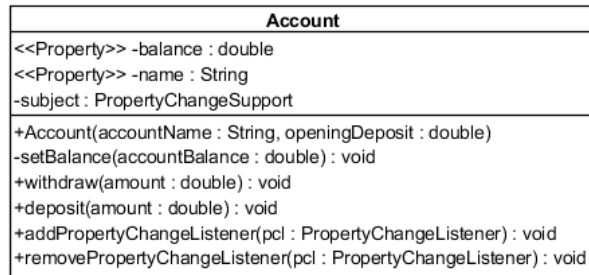 Account
<<Property>> -balance : double
<<Property>> -name : String
-subject : PropertyChangeSupport
+Account(accountName : String, openingDeposit : double)
-setBalance(accountBalance : double) : void
+withdraw(amount : double) : void
+deposit(amount : double) : void
+addPropertyChangeListener(pcl : PropertyChangeListener) : void
+removePropertyChangeListener(pcl : PropertyChangeListener) : void